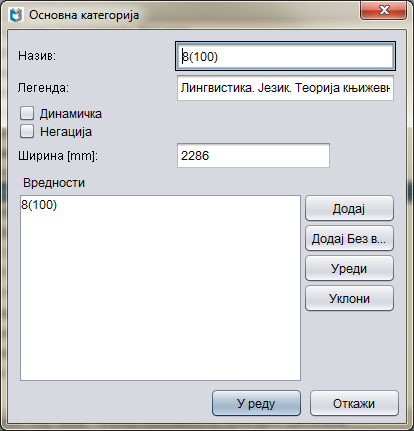 Основна категорија
Назив:
8(100)
Легенда:
Лингвистика. Језик. Теорија књижевн
Динамичка
Негација
Ширина [mm]:
2286
Вредности
8(100)
Додај
Додај Без в...
Уреди
Уклони
У реду
Откажи